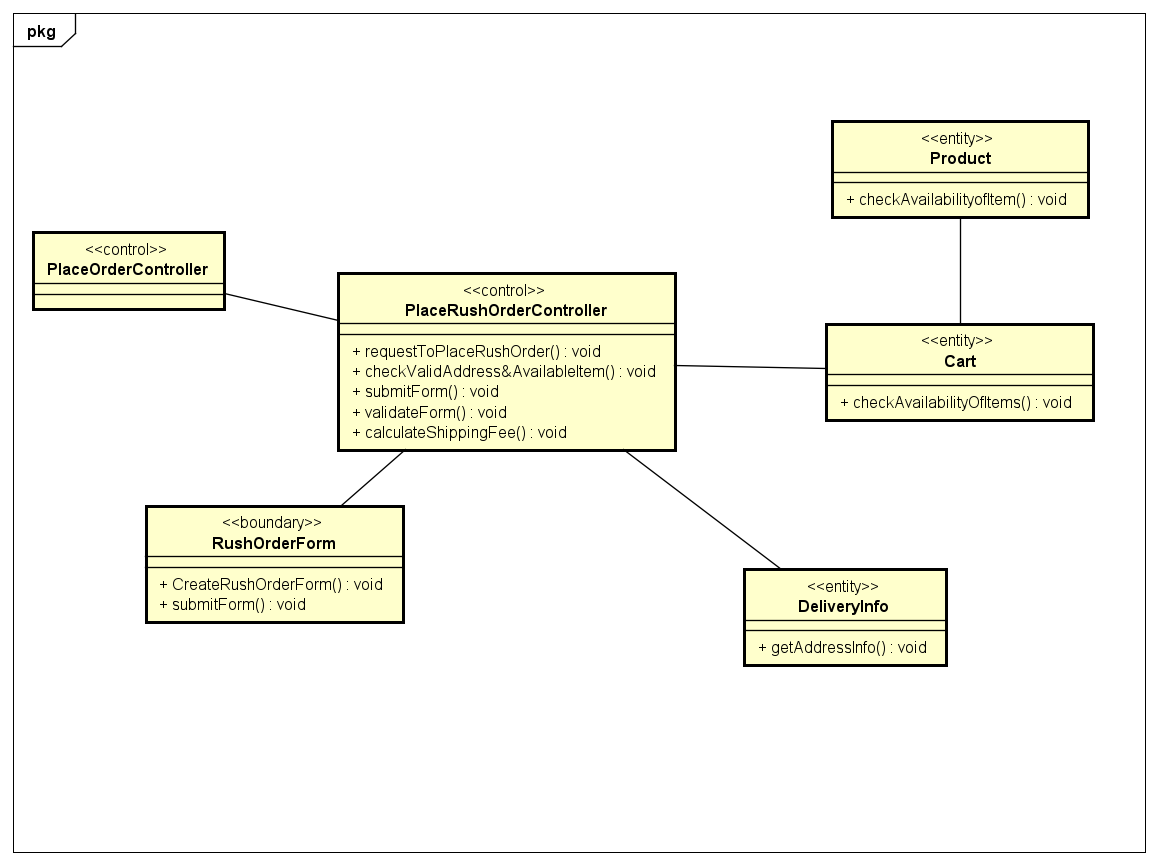 pkg
<<entity>>
Product
+ checkAvailabilityofItem() : void
<<control>>
PlaceOrderController
<<control>>
PlaceRushOrderController
+ requestToPlaceRushOrder() : void
+ checkValidAddress&AvailableItem() : void
+ submitForm() : void
+ validateForm() : void
+ calculateShippingFee() : void
<<entity>>
Cart
+ checkAvailabilityOfItems() : void
<<boundary>>
RushOrderForm
+ CreateRushOrderForm() : void
+ submitForm() : void
<<entity>>
DeliveryInfo
+ getAddressInfo() : void